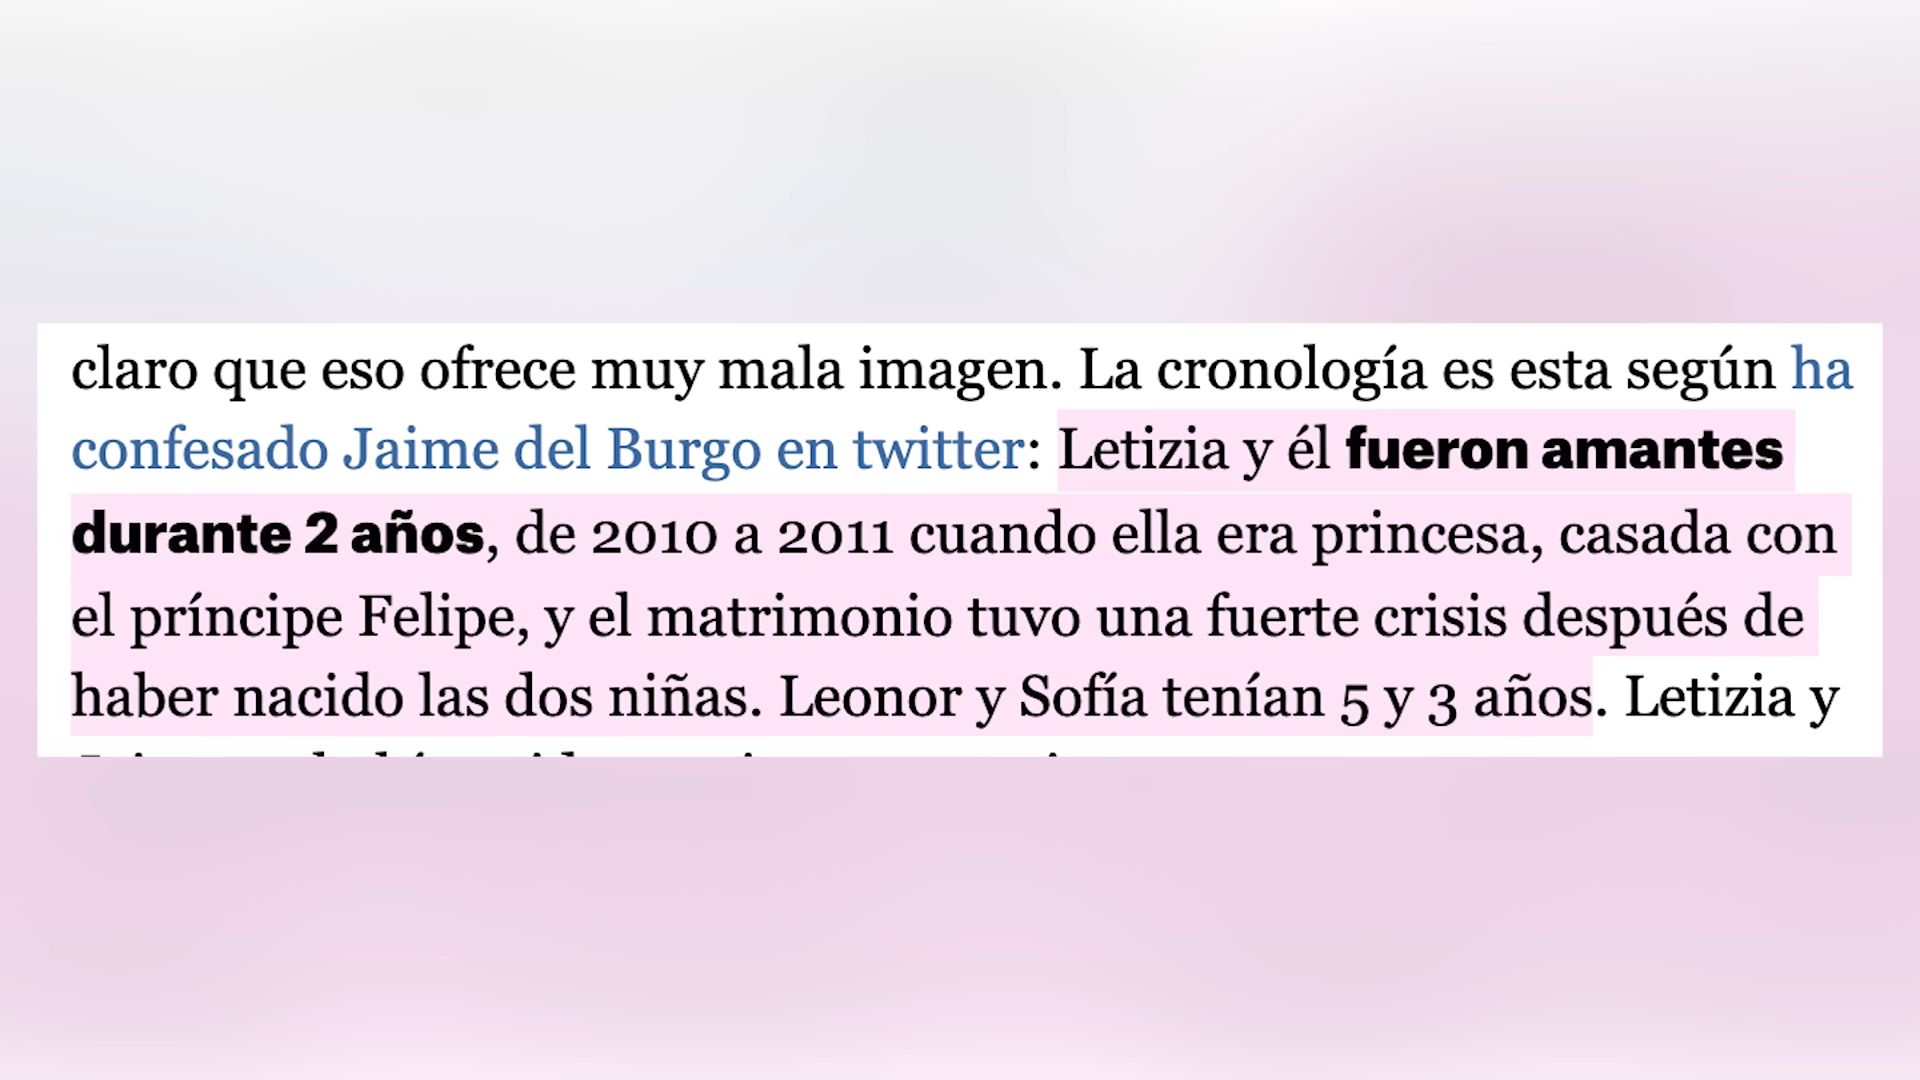 claro que eso ofrece muy mala imagen. La cronología es esta según ha
confesado Jaime del Burgo en twitter: Letizia y él fueron amantes
durante 2 años, de 2010 a 2011 cuando ella era princesa, casada con
el príncipe Felipe, y el matrimonio tuvo una fuerte crisis después de
haber nacido las dos niñas. Leonor y Sofía tenían 5 y 3 años. Letizia y